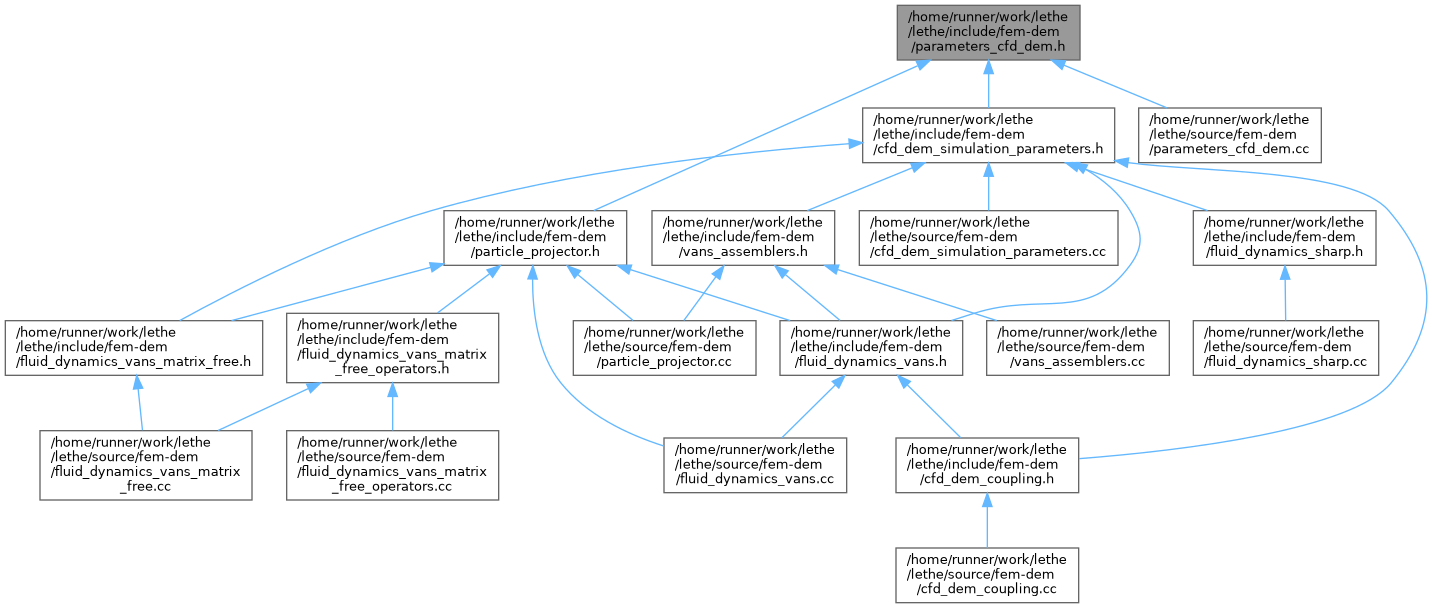 /home/runner/work/lethe
/lethe/include/fem-dem
/parameters_cfd_dem.h
/home/runner/work/lethe
/lethe/include/fem-dem
/cfd_dem_simulation_parameters.h
/home/runner/work/lethe
/lethe/source/fem-dem
/parameters_cfd_dem.cc
/home/runner/work/lethe
/lethe/include/fem-dem
/particle_projector.h
/home/runner/work/lethe
/lethe/include/fem-dem
/vans_assemblers.h
/home/runner/work/lethe
/lethe/source/fem-dem
/cfd_dem_simulation_parameters.cc
/home/runner/work/lethe
/lethe/include/fem-dem
/fluid_dynamics_sharp.h
/home/runner/work/lethe
/lethe/include/fem-dem
/fluid_dynamics_vans_matrix_free.h
/home/runner/work/lethe
/lethe/include/fem-dem
/fluid_dynamics_vans_matrix
_free_operators.h
/home/runner/work/lethe
/lethe/source/fem-dem
/particle_projector.cc
/home/runner/work/lethe
/lethe/include/fem-dem
/fluid_dynamics_vans.h
/home/runner/work/lethe
/lethe/source/fem-dem
/vans_assemblers.cc
/home/runner/work/lethe
/lethe/source/fem-dem
/fluid_dynamics_sharp.cc
/home/runner/work/lethe
/lethe/source/fem-dem
/fluid_dynamics_vans_matrix
_free.cc
/home/runner/work/lethe
/lethe/source/fem-dem
/fluid_dynamics_vans_matrix
_free_operators.cc
/home/runner/work/lethe
/lethe/source/fem-dem
/fluid_dynamics_vans.cc
/home/runner/work/lethe
/lethe/include/fem-dem
/cfd_dem_coupling.h
/home/runner/work/lethe
/lethe/source/fem-dem
/cfd_dem_coupling.cc